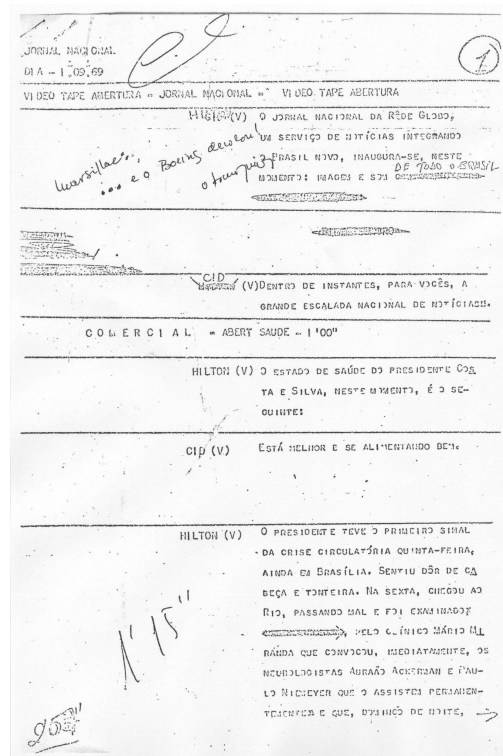 JORNAL NACIONAL
DIA - 1.09.69
1
VIDEO TAPE ABERTURA - JORNAL NACIONAL - VIDEO TAPE ABERTURA
HILTON (V) O JORNAL NACIONAL DA RÊDE GLOBO,
UM SERVIÇO DE NOTÍCIAS INTEGRANDO
O BRASIL NOVO, INAUGURA-SE, NESTE
MOMENTO: IMAGEM E SOM DE TODO O BRASIL
... e o Boeing decolou!
CID
(V) DENTRO DE INSTANTES, PARA VOCÊS, A
GRANDE ESCALADA NACIONAL DE NOTÍCIAS!!.
COMERCIAL - ABERT SAUDE - 1'00"
HILTON (V) O ESTADO DE SAÚDE DO PRESIDENTE COS
TA E SILVA, NESTE MOMENTO, É O SE-
GUINTE:
CID (V) ESTÁ MELHOR E SE ALIMENTANDO BEM.
HILTON (V) O PRESIDENTE TEVE O PRIMEIRO SINAL
DA CRISE CIRCULATÓRIA QUINTA-FEIRA,
AINDA EM BRASÍLIA. SENTIU DÔR DE CA
BEÇA E TONTEIRA. NA SEXTA, CHEGOU AO
RIO, PASSANDO MAL E FOI EXAMINADO
, PELO CLÍNICO MÁRIO MI
RANDA QUE CONVOCOU, IMEDIATAMENTE, OS
NEUROLOGISTAS ABRAÃO ACKERMAN E PAU-
LO NIEMEYER QUE O ASSISTEM PERMANEN-
TEMENTE E QUE, DOMINGO DE NOITE,
1'15"